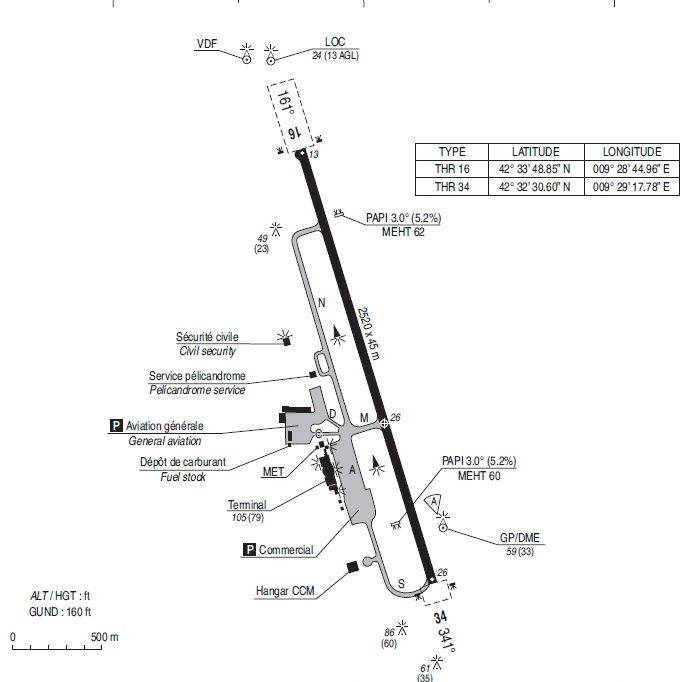 VDF
LOC
24 (13 AGL)
161°
16
13
TYPE LATITUDE LONGITUDE
THR 16 42° 33' 48.85" N 009° 28' 44.96" E
THR 34 42° 32' 30.60" N 009° 29' 17.78" E
PAPI 3.0° (5.2%)
MEHT 62
49
(23)
N
2520 x 45 m
Sécurité civile
Civil security
Service pélicandrome
Pelicandrome service
D
M
26
P Aviation générale
General aviation
C
Dépôt de carburant
Fuel stock
MET
A
PAPI 3.0° (5.2%)
MEHT 60
A
Terminal
105 (79)
GP/DME
59 (33)
P Commercial
Hangar CCM
S
26
34
341°
ALT / HGT : ft
GUND : 160 ft
0 500 m
86
(60)
61
(35)